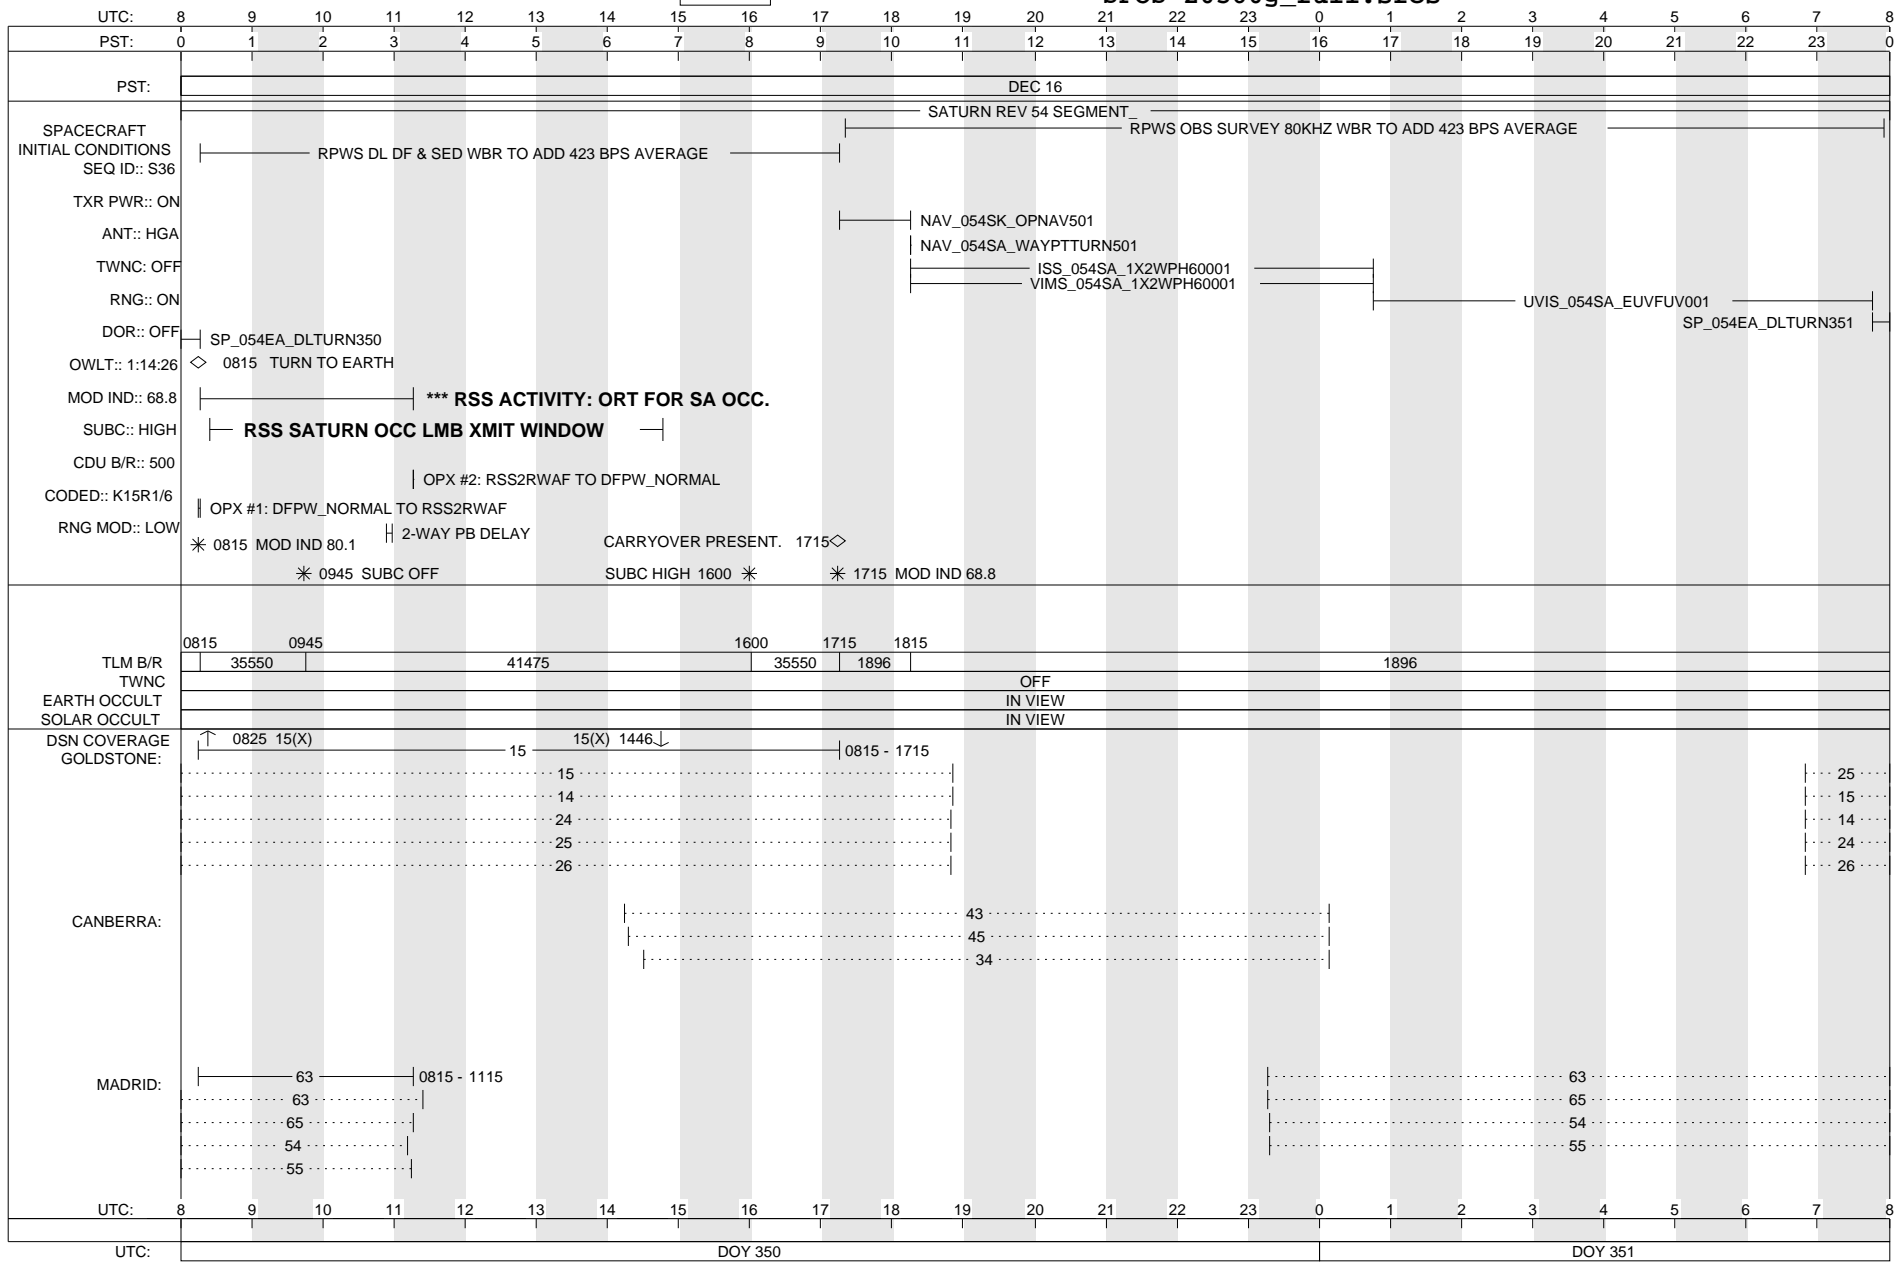 UTC: 8 9 10 11 12 13 14 15 16 17 18 19 20 21 22 23 0 1 2 3 4 5 6 7 8
PST: 0 1 2 3 4 5 6 7 8 9 10 11 12 13 14 15 16 17 18 19 20 21 22 23 0
PST: DEC 16
SATURN REV 54 SEGMENT_
SPACECRAFT
INITIAL CONDITIONS
RPWS OBS SURVEY 80KHZ WBR TO ADD 423 BPS AVERAGE
RPWS DL DF & SED WBR TO ADD 423 BPS AVERAGE
SEQ ID:: S36
TXR PWR:: ON
NAV_054SK_OPNAV501
ANT:: HGA
NAV_054SA_WAYPTTURN501
TWNC: OFF
ISS_054SA_1X2WPH60001
VIMS_054SA_1X2WPH60001
RNG:: ON
UVIS_054SA_EUVFUV001
SP_054EA_DLTURN351
DOR:: OFF
SP_054EA_DLTURN350
OWLT:: 1:14:26
0815 TURN TO EARTH
MOD IND:: 68.8
*** RSS ACTIVITY: ORT FOR SA OCC.
SUBC:: HIGH
RSS SATURN OCC LMB XMIT WINDOW
CDU B/R:: 500
OPX #2: RSS2RWAF TO DFPW_NORMAL
CODED:: K15R1/6
OPX #1: DFPW_NORMAL TO RSS2RWAF
RNG MOD:: LOW
2-WAY PB DELAY
0815 MOD IND 80.1
CARRYOVER PRESENT. 1715
0945 SUBC OFF
SUBC HIGH 1600
1715 MOD IND 68.8
0815 0945 1600 1715 1815
TLM B/R 35550 41475 35550 1896 1896
TWNC OFF
EARTH OCCULT IN VIEW
SOLAR OCCULT IN VIEW
DSN COVERAGE
0825 15(X) 15(X) 1446
GOLDSTONE:
15 0815 - 1715
15 25
14 15
24 14
25 24
26 26
CANBERRA:
43
45
34
MADRID:
63 0815 - 1115 63
63 65
65 54
54 55
55
UTC: 8 9 10 11 12 13 14 15 16 17 18 19 20 21 22 23 0 1 2 3 4 5 6 7 8
UTC: DOY 350 DOY 351